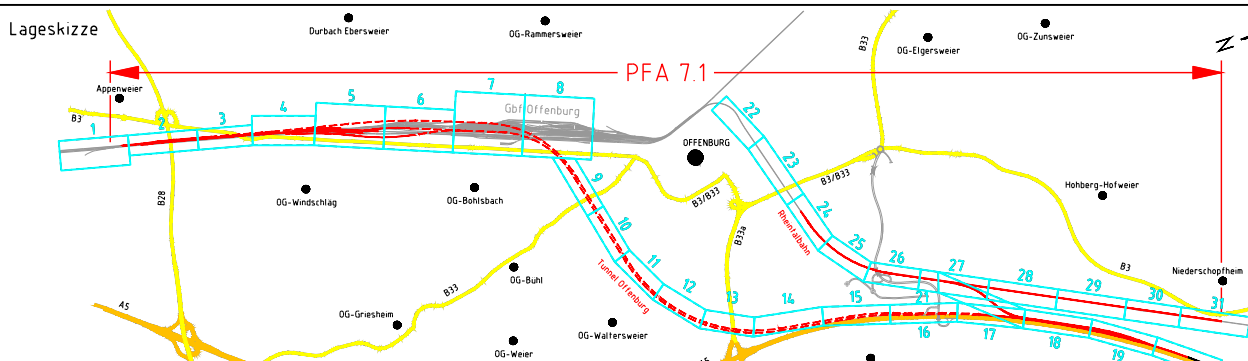 Lageskizze
Durbach Ebersweier
OG-Rammersweier
B33
OG-Elgersweier
OG-Zunsweier
N
PFA 7.1
Appenweier
B3
1
2
3
4
5
6
7
8
Gbf Offenburg
22
OFFENBURG
23
B3/B33
B3/B33
Hohberg-Hofweier
B28
OG-Windschläg
OG-Bohlsbach
9
10
24
Rheintalbahn
B33a
25
26
27
28
29
30
31
B3
Niederschopfheim
OG-Bühl
B33
11
Tunnel Offenburg
12
13
14
15
21
16
17
18
19
A5
OG-Griesheim
OG-Waltersweier
OG-Weier
A5